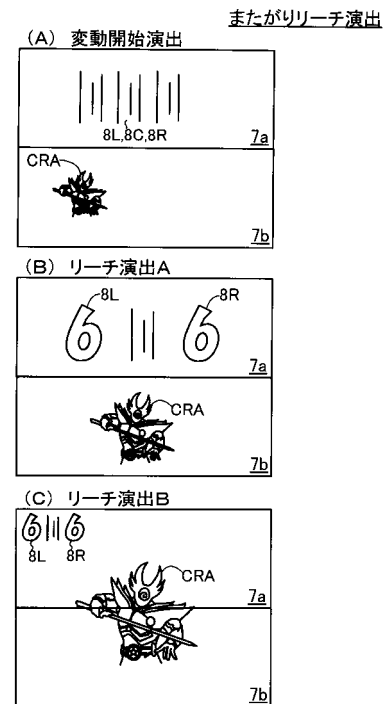 またがりリーチ演出
(A) 変動開始演出
8L,8C,8R
7a
CRA
7b
(B) リーチ演出A
8L
8R
6 6
7a
CRA
7b
(C) リーチ演出B
6 6
8L 8R
CRA
7a
7b